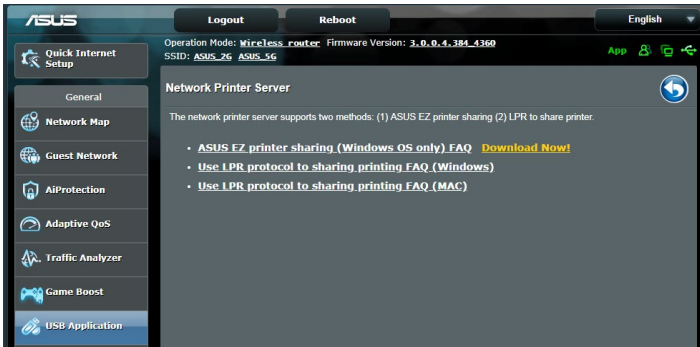 ASUS
Logout
Reboot
English
Quick Internet
Setup
Operation Mode: Wireless router Firmware Version: 3.0.0.4.384_4360
SSID: ASUS_2G ASUS_5G
App
General
Network Map
Guest Network
AiProtection
Adaptive QoS
Traffic Analyzer
Game Boost
USB Application
Network Printer Server
The network printer server supports two methods: (1) ASUS EZ printer sharing (2) LPR to share printer.
• ASUS EZ printer sharing (Windows OS only) FAQ Download Now!
• Use LPR protocol to sharing printing FAQ (Windows)
• Use LPR protocol to sharing printing FAQ (MAC)